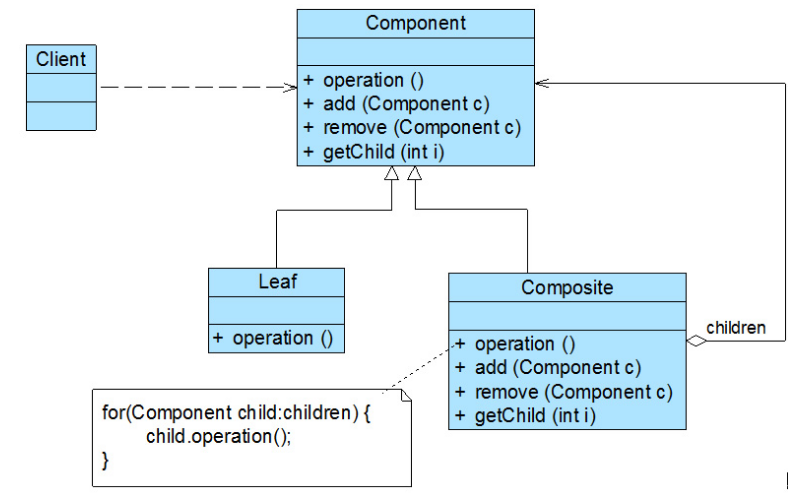 Component
Client
+ operation ()
+ add (Component c)
+ remove (Component c)
+ getChild (int i)
Leaf
+ operation ()
Composite
+ operation ()
+ add (Component c)
+ remove (Component c)
+ getChild (int i)
children
for(Component child:children) {
child.operation();
}